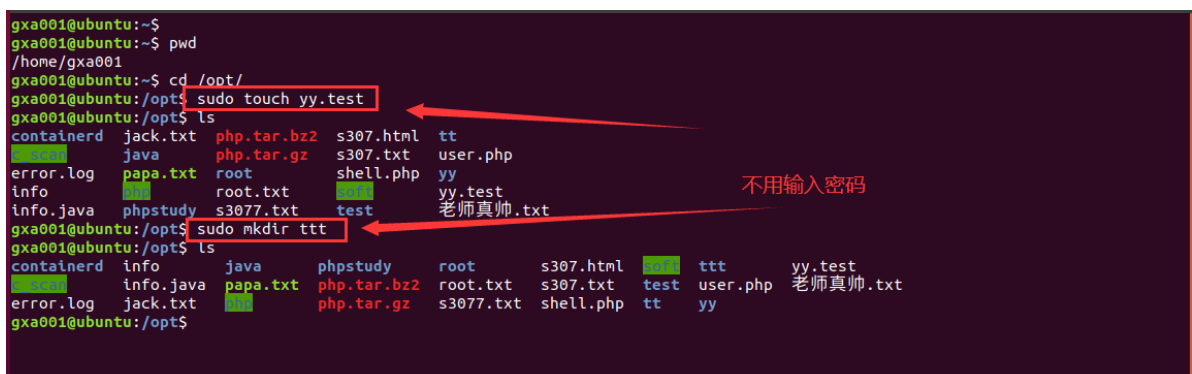 gxa001@ubuntu:~$
gxa001@ubuntu:~$ pwd
/home/gxa001
gxa001@ubuntu:~$ cd /opt/
gxa001@ubuntu:/opt$ sudo touch yy.test
gxa001@ubuntu:/opt$ ls
containerd jack.txt php.tar.bz2 s307.html tt
c_scan java php.tar.gz s307.txt user.php
error.log papa.txt root shell.php yy
info php root.txt soft yy.test
不用输入密码
info.java phpstudy s3077.txt test 老师真帅.txt
gxa001@ubuntu:/opt$ sudo mkdir ttt
gxa001@ubuntu:/opt$ ls
containerd info java phpstudy root s307.html soft ttt yy.test
c_scan info.java papa.txt php.tar.bz2 root.txt s307.txt test user.php 老师真帅.txt
error.log jack.txt php php.tar.gz s3077.txt shell.php tt yy
gxa001@ubuntu:/opt$